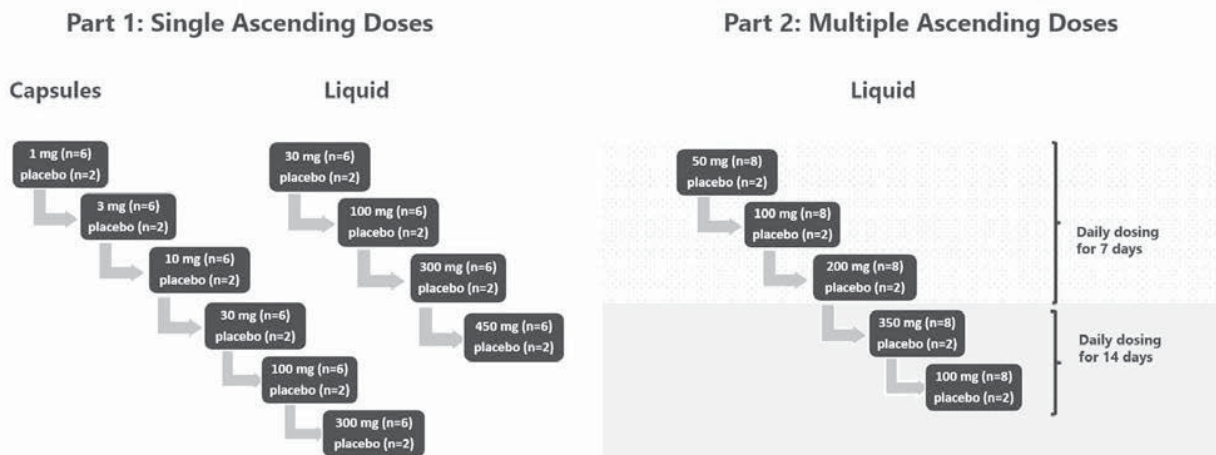 Part 1: Single Ascending Doses
Capsules
1 mg (n=6)
placebo (n=2)
3 mg (n=6)
placebo (n=2)
10 mg (n=6)
placebo (n=2)
30 mg (n=6)
placebo (n=2)
100 mg (n=6)
placebo (n=2)
300 mg (n=6)
placebo (n=2)
Liquid
30 mg (n=6)
placebo (n=2)
100 mg (n=6)
placebo (n=2)
300 mg (n=6)
placebo (n=2)
450 mg (n=6)
placebo (n=2)
Part 2: Multiple Ascending Doses
Liquid
50 mg (n=8)
placebo (n=2)
100 mg (n=8)
placebo (n=2)
200 mg (n=8)
placebo (n=2)
Daily dosing
for 7 days
350 mg (n=8)
placebo (n=2)
100 mg (n=8)
placebo (n=2)
Daily dosing
for 14 days